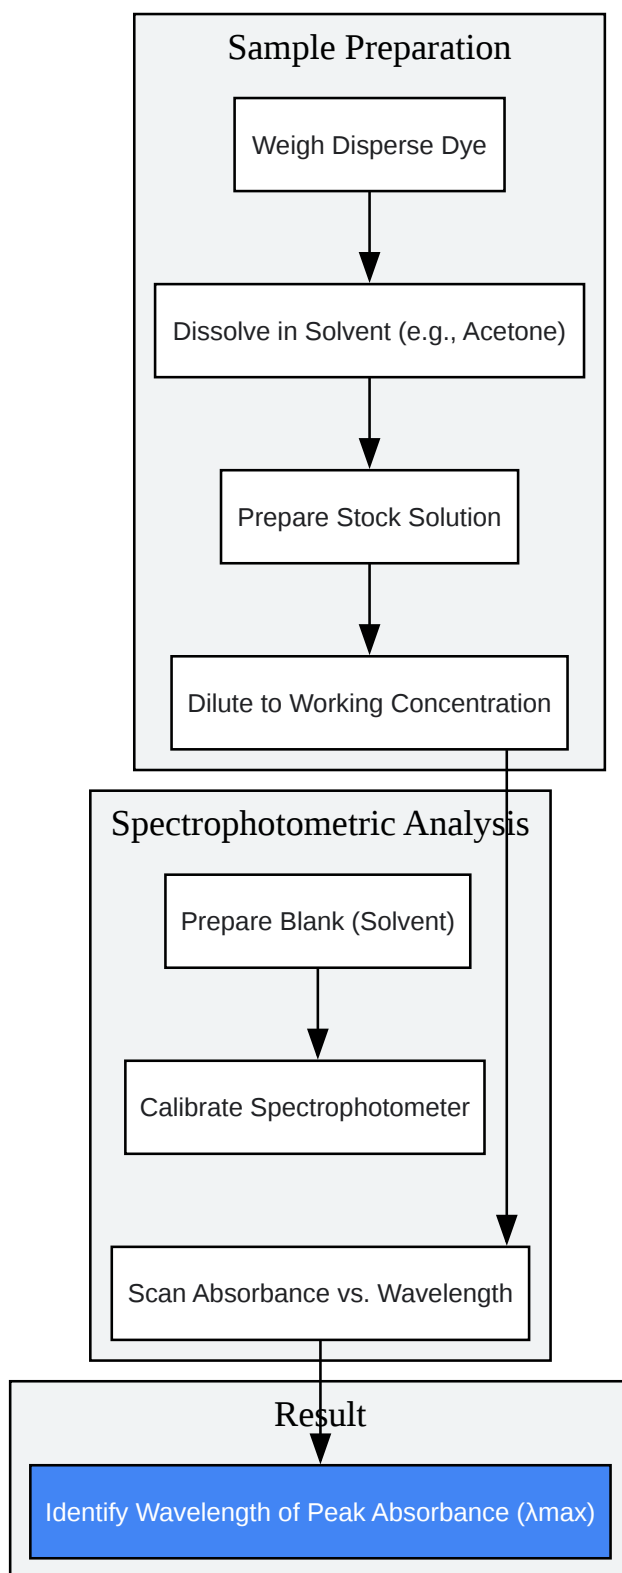 Sample Preparation
Weigh Disperse Dye
Dissolve in Solvent (e.g., Acetone)
Prepare Stock Solution
Dilute to Working Concentration
Spectrophotometric Analysis
Prepare Blank (Solvent)
Calibrate Spectrophotometer
Scan Absorbance vs. Wavelength
Result
Identify Wavelength of Peak Absorbance (λmax)